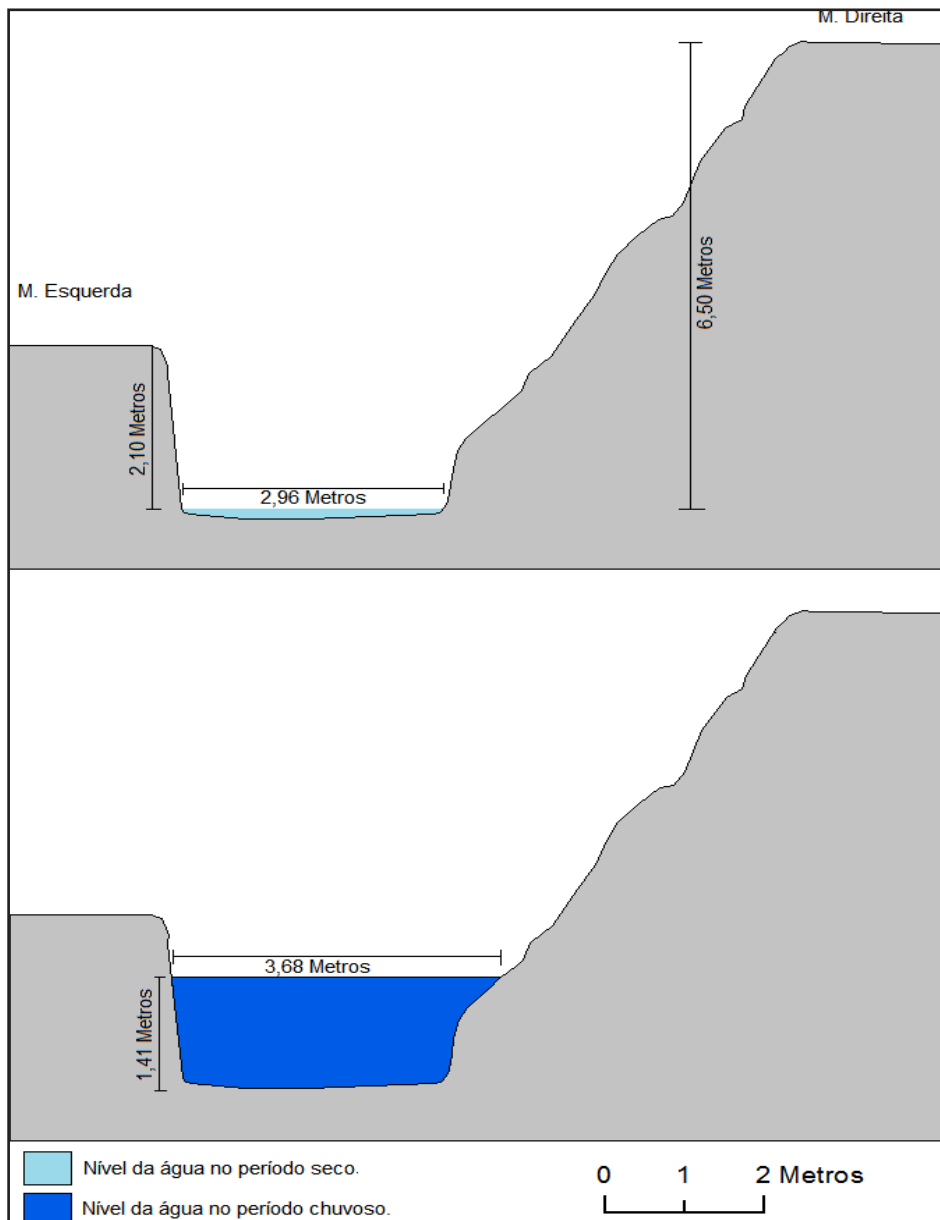 M. Direita
M. Esquerda
6,50 Metros
2,10 Metros
2,96 Metros
3,68 Metros
1,41 Metros
Nível da água no período seco.
0 1 2 Metros
Nível da água no período chuvoso.